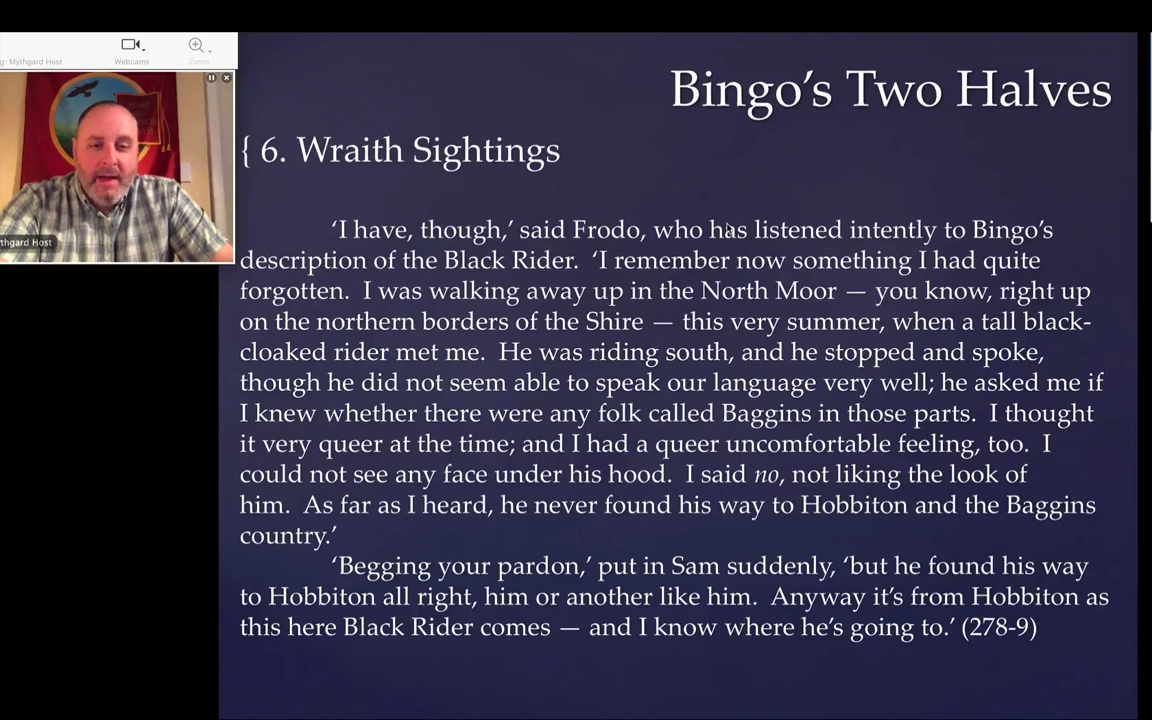 g: Mythgard Host
Webcams
Zoom
thgard Host
Bingo's Two Halves
{ 6. Wraith Sightings
'I have, though,' said Frodo, who has listened intently to Bingo's
description of the Black Rider. 'I remember now something I had quite
forgotten. I was walking away up in the North Moor — you know, right up
on the northern borders of the Shire — this very summer, when a tall black-
cloaked rider met me. He was riding south, and he stopped and spoke,
though he did not seem able to speak our language very well; he asked me if
I knew whether there were any folk called Baggins in those parts. I thought
it very queer at the time; and I had a queer uncomfortable feeling, too. I
could not see any face under his hood. I said no, not liking the look of
him. As far as I heard, he never found his way to Hobbiton and the Baggins
country.'
'Begging your pardon,' put in Sam suddenly, 'but he found his way
to Hobbiton all right, him or another like him. Anyway it's from Hobbiton as
this here Black Rider comes — and I know where he's going to.' (278-9)